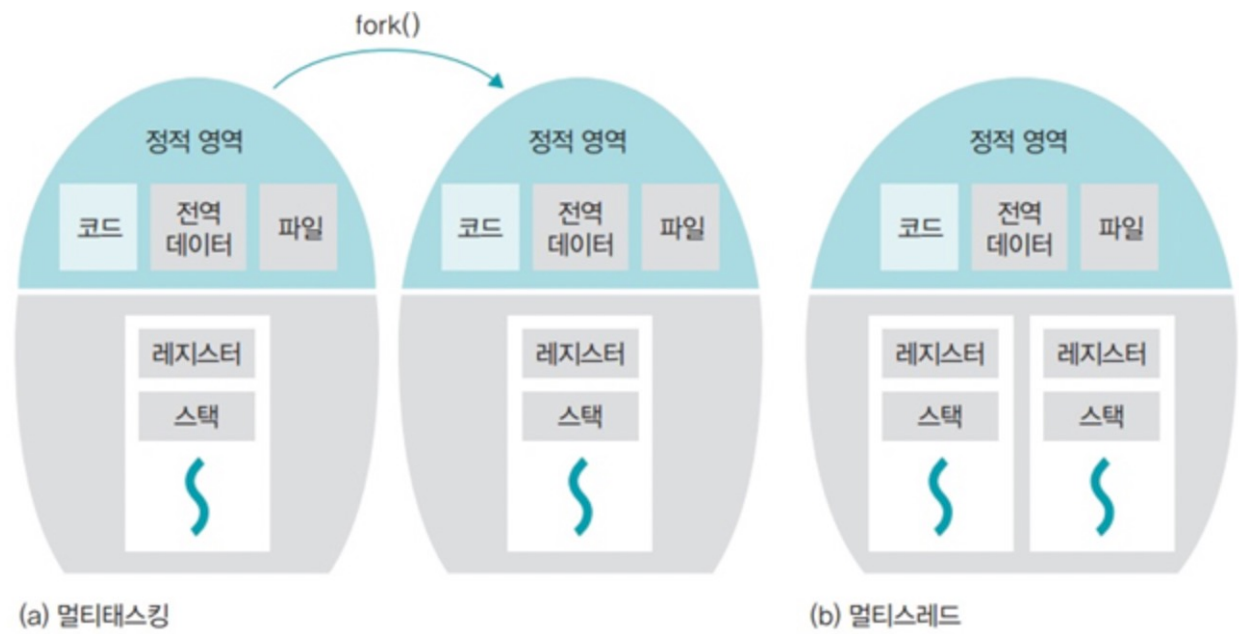 fork()
정적 영역
코드
전역
데이터
파일
레지스터
스택
정적 영역
코드
전역
데이터
파일
레지스터
스택
(a) 멀티태스킹
정적 영역
코드
전역
데이터
파일
레지스터
스택
레지스터
스택
(b) 멀티스레드